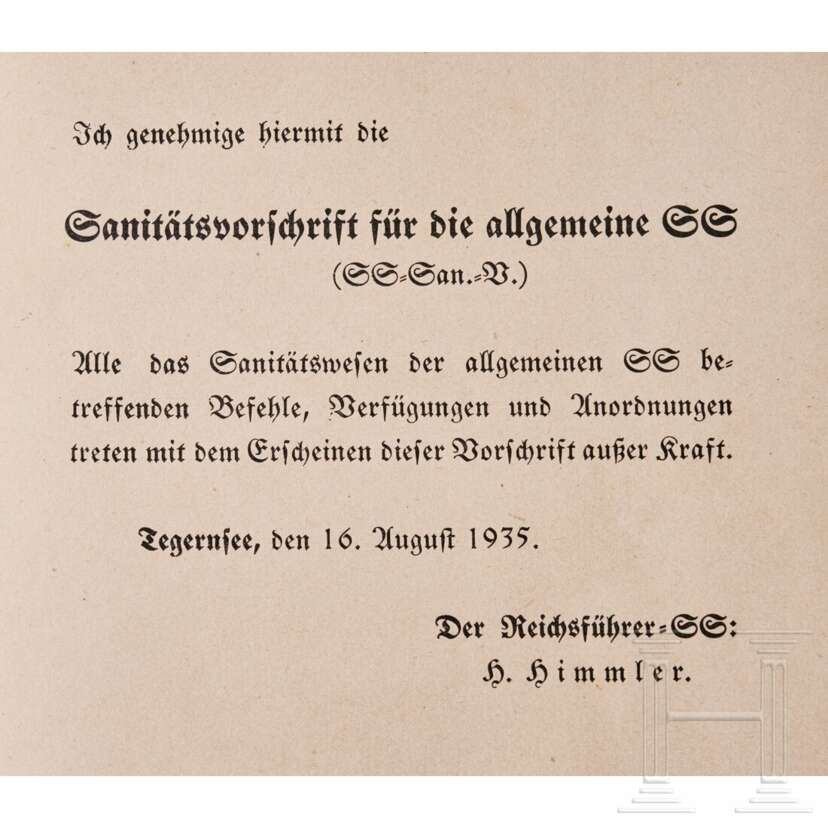 Ich genehmige hiermit die
Sanitätsvorschrift für die allgemeine SS
(SS-San.-V.)
Alle das Sanitätswesen der allgemeinen SS be-
treffenden Befehle, Verfügungen und Anordnungen
treten mit dem Erscheinen dieser Vorschrift außer Kraft.
Tegernsee, den 16. August 1935.
Der Reichsführer-SS:
H. Himmler.
H